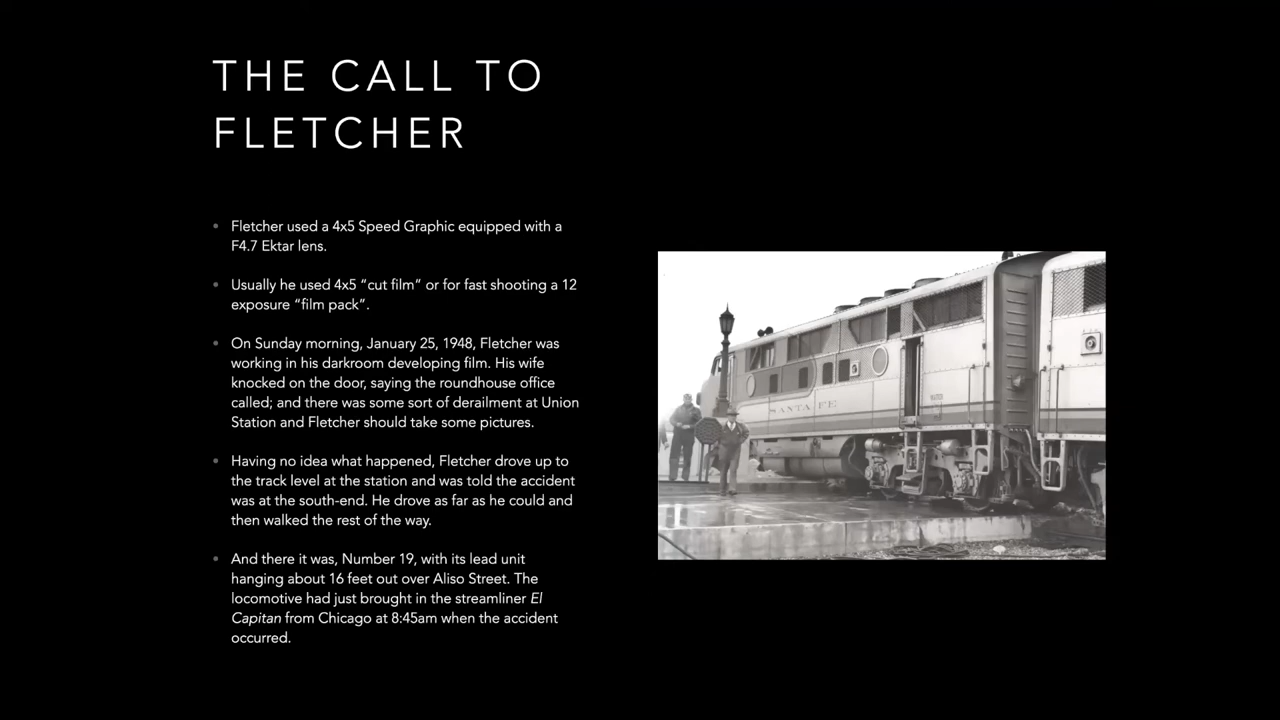 THE CALL TO
FLETCHER
• Fletcher used a 4x5 Speed Graphic equipped with a
F4.7 Ektar lens.
• Usually he used 4x5 “cut film” or for fast shooting a 12
exposure “film pack”.
• On Sunday morning, January 25, 1948, Fletcher was
working in his darkroom developing film. His wife
knocked on the door, saying the roundhouse office
called; and there was some sort of derailment at Union
Station and Fletcher should take some pictures.
• Having no idea what happened, Fletcher drove up to
the track level at the station and was told the accident
was at the south-end. He drove as far as he could and
then walked the rest of the way.
• And there it was, Number 19, with its lead unit
hanging about 16 feet out over Aliso Street. The
locomotive had just brought in the streamliner El
Capitan from Chicago at 8:45am when the accident
occurred.
SANTA FE